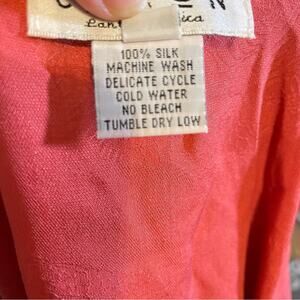 100% SILK
MACHINE WASH
DELICATE CYCLE
COLD WATER
NO BLEACH
TUMBLE DRY LOW